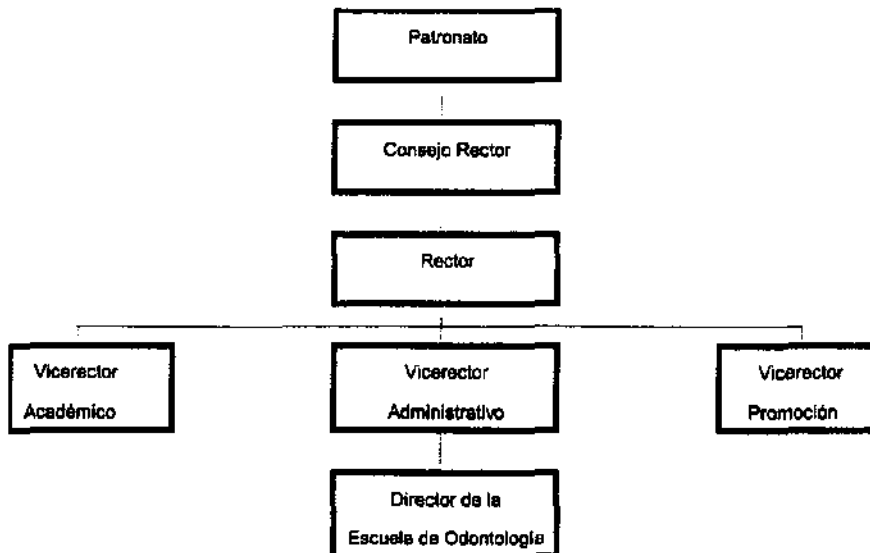 Patronato
Consejo Rector
Rector
Vicerector
Académico
Vicerector
Administrativo
Vicerector
Promoción
Director de la
Escuela de Odontología